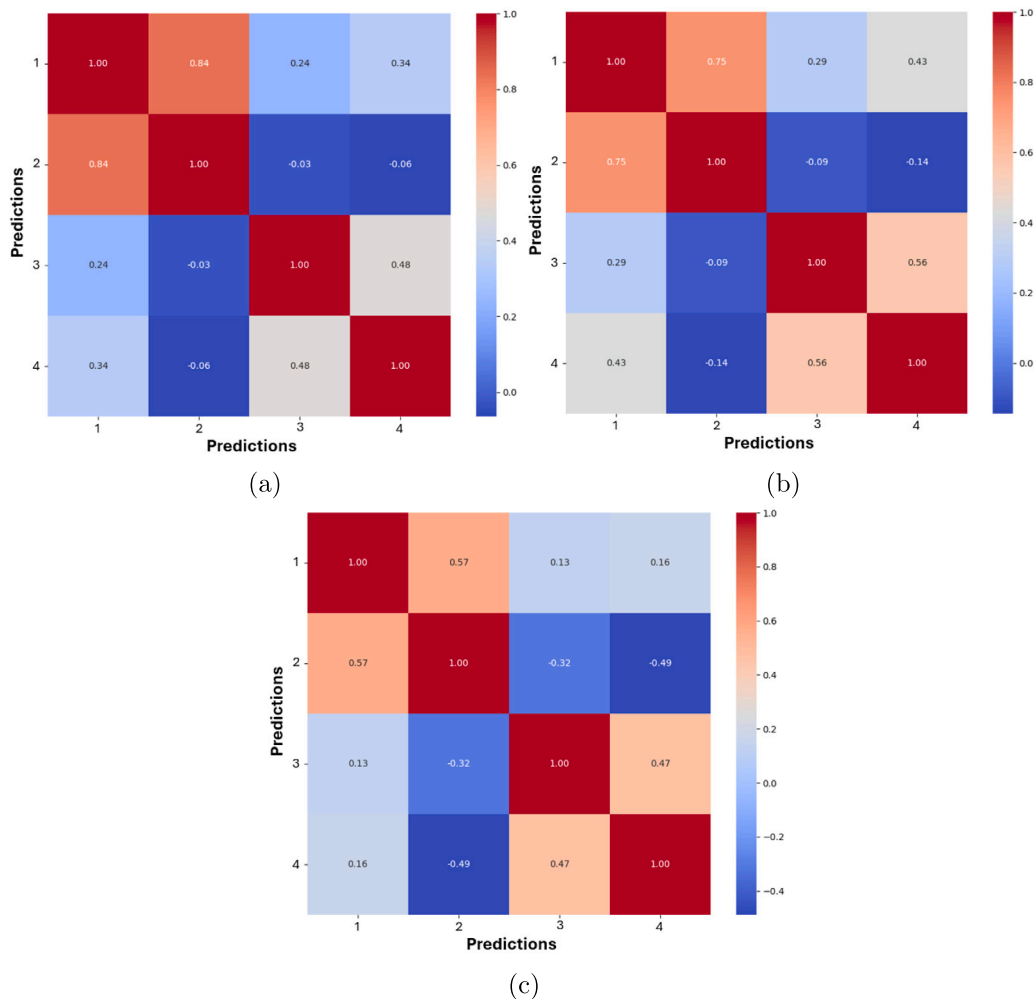 1.0
1 1.00 0.84 0.24 0.34
0.8
2 0.84 1.00 -0.03 -0.06
0.6
Predictions
0.4
3 0.24 -0.03 1.00 0.48
0.2
4 0.34 -0.06 0.48 1.00
0.0
1 2 3 4
Predictions
(a)
1.0
1 1.00 0.75 0.29 0.43
0.8
2 0.75 1.00 -0.09 -0.14
0.6
Predictions
0.4
3 0.29 -0.09 1.00 0.56
0.2
4 0.43 -0.14 0.56 1.00
0.0
1 2 3 4
Predictions
(b)
1.0
1 1.00 0.57 0.13 0.16
0.8
0.6
2 0.57 1.00 -0.32 -0.49
0.4
Predictions
0.2
3 0.13 -0.32 1.00 0.47
0.0
−0.2
4 0.16 -0.49 0.47 1.00
−0.4
1 2 3 4
Predictions
(c)